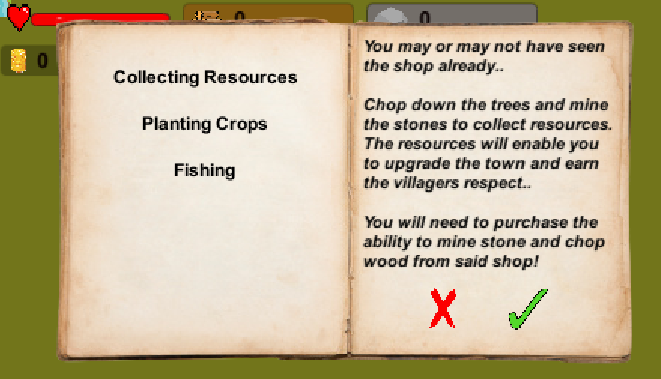 0
0
0
Collecting Resources
Planting Crops
Fishing
You may or may not have seen
the shop already..
Chop down the trees and mine
the stones to collect resources.
The resources will enable you
to upgrade the town and earn
the villagers respect..
You will need to purchase the
ability to mine stone and chop
wood from said shop!